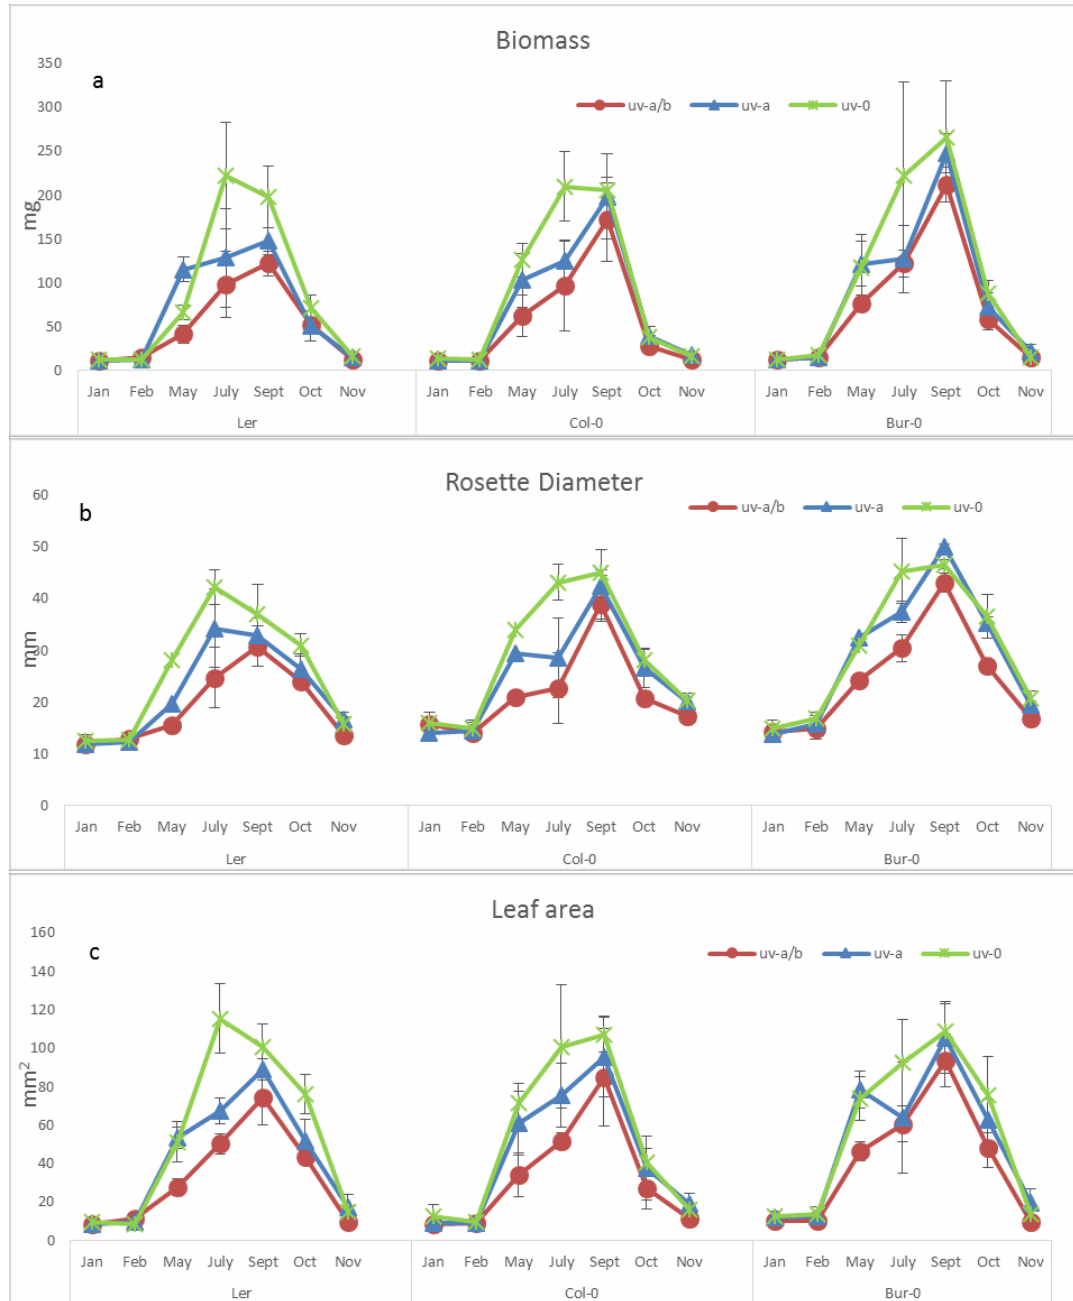 Biomass
a
uv-a/b uv-a uv-0
350
300
250
200
150
100
50
0
mg
Jan Feb May July Sept Oct Nov Jan Feb May July Sept Oct Nov Jan Feb May July Sept Oct Nov
Ler Col-0 Bur-0
Rosette Diameter
b
uv-a/b uv-a uv-0
60
50
40
30
20
10
0
mm
Jan Feb May July Sept Oct Nov Jan Feb May July Sept Oct Nov Jan Feb May July Sept Oct Nov
Ler Col-0 Bur-0
Leaf area
c
uv-a/b uv-a uv-0
160
140
120
100
80
60
40
20
0
mm²
Jan Feb May July Sept Oct Nov Jan Feb May July Sept Oct Nov Jan Feb May July Sept Oct Nov
Ler Col-0 Bur-0